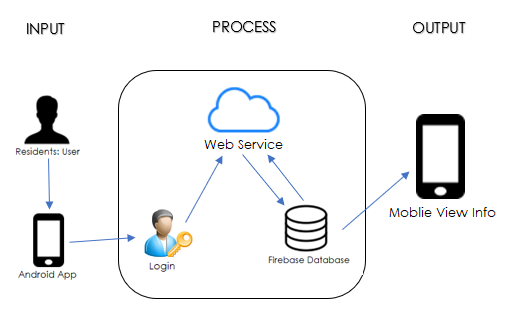 INPUT
PROCESS
OUTPUT
Web Service
Residents: User
Moblie View Info
Login
Firebase Database
Android App